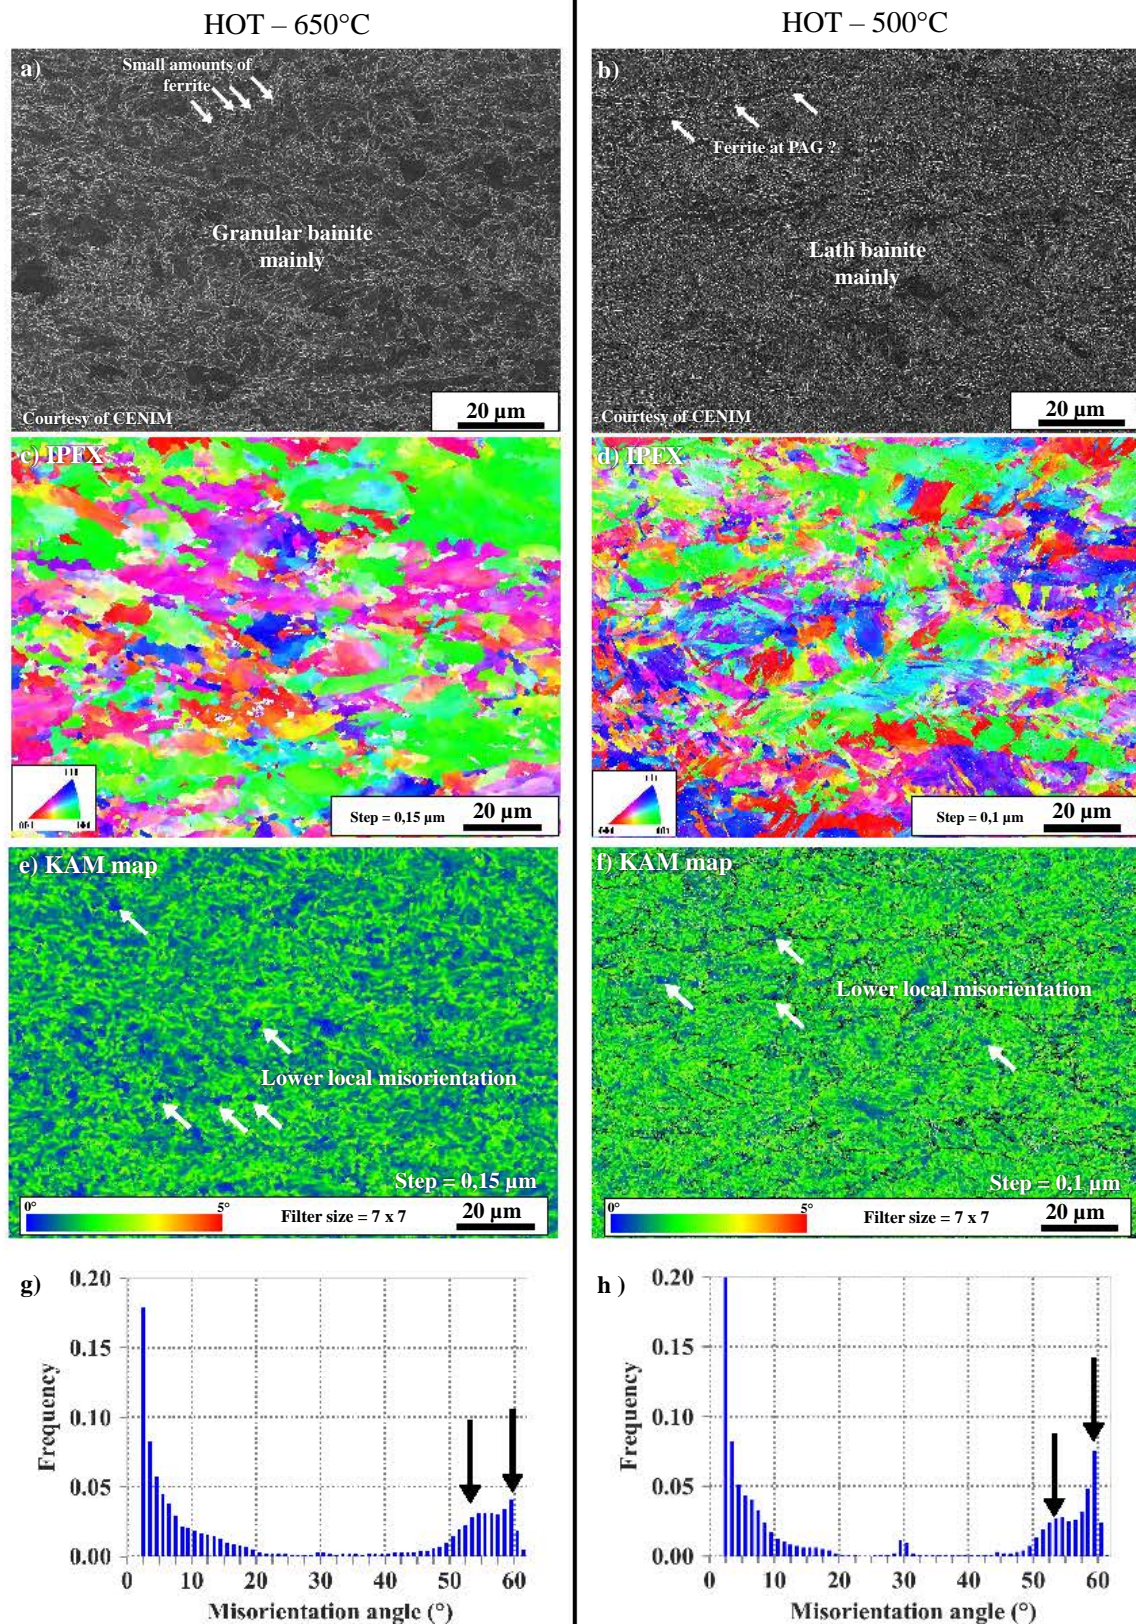 HOT – 650°C
HOT – 500°C
a)
Small amounts of
ferrite
Granular bainite
mainly
Courtesy of CENIM
20 µm
b)
Ferrite at PAG ?
Lath bainite
mainly
Courtesy of CENIM
20 µm
c) IPFX
Step = 0,15 µm
20 µm
d) IPFX
Step = 0,1 µm
20 µm
e) KAM map
Lower local misorientation
Step = 0,15 µm
0°
5°
Filter size = 7 x 7
20 µm
f) KAM map
Lower local misorientation
Step = 0,1 µm
0°
5°
Filter size = 7 x 7
20 µm
g)
0.20
0.15
0.10
0.05
0.00
Frequency
0 10 20 30 40 50 60
Misorientation angle (°)
h )
0.20
0.15
0.10
0.05
0.00
Frequency
0 10 20 30 40 50 60
Misorientation angle (°)